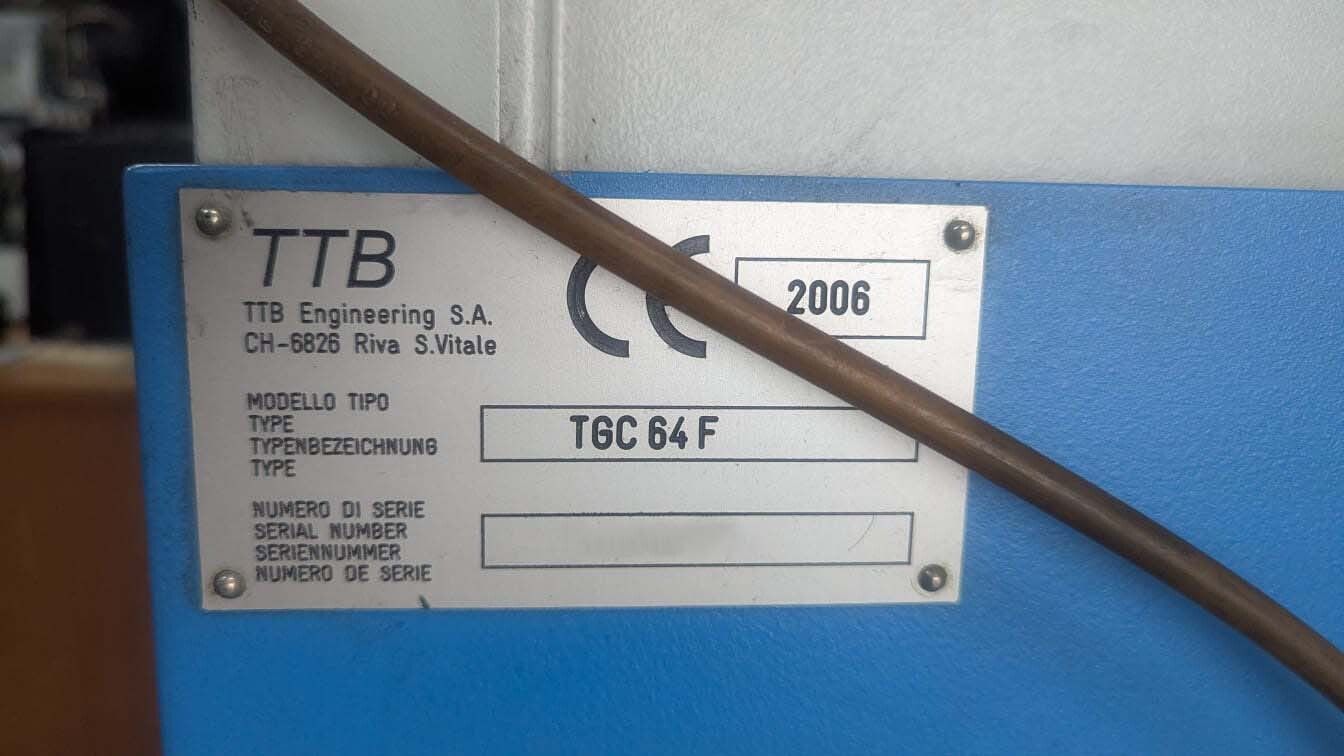 TTB
TTB Engineering S.A.
CH-6826 Riva S.Vitale
CE
2006
MODELLO TIPO
TYPE
TYPENBEZEICHNUNG
TYPE
TGC 64 F
NUMERO DI SERIE
SERIAL NUMBER
SERIENNUMMER
NUMERO DE SERIE